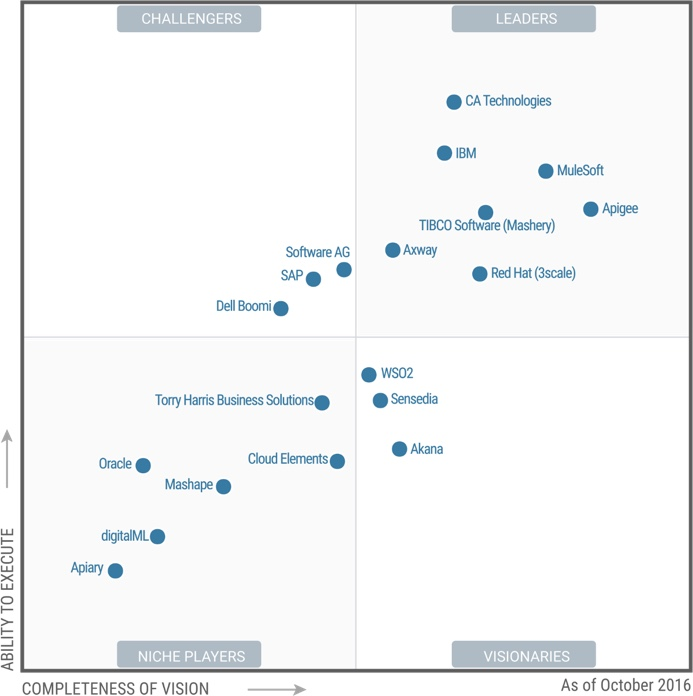 CHALLENGERS
LEADERS
CA Technologies
IBM
MuleSoft
Apigee
TIBCO Software (Mashery)
Axway
Software AG
SAP
Red Hat (3scale)
Dell Boomi
WSO2
Torry Harris Business Solutions
Sensedia
Akana
Cloud Elements
Oracle
Mashape
digitalML
Apiary
ABILITY TO EXECUTE
NICHE PLAYERS
VISIONARIES
COMPLETENESS OF VISION
As of October 2016